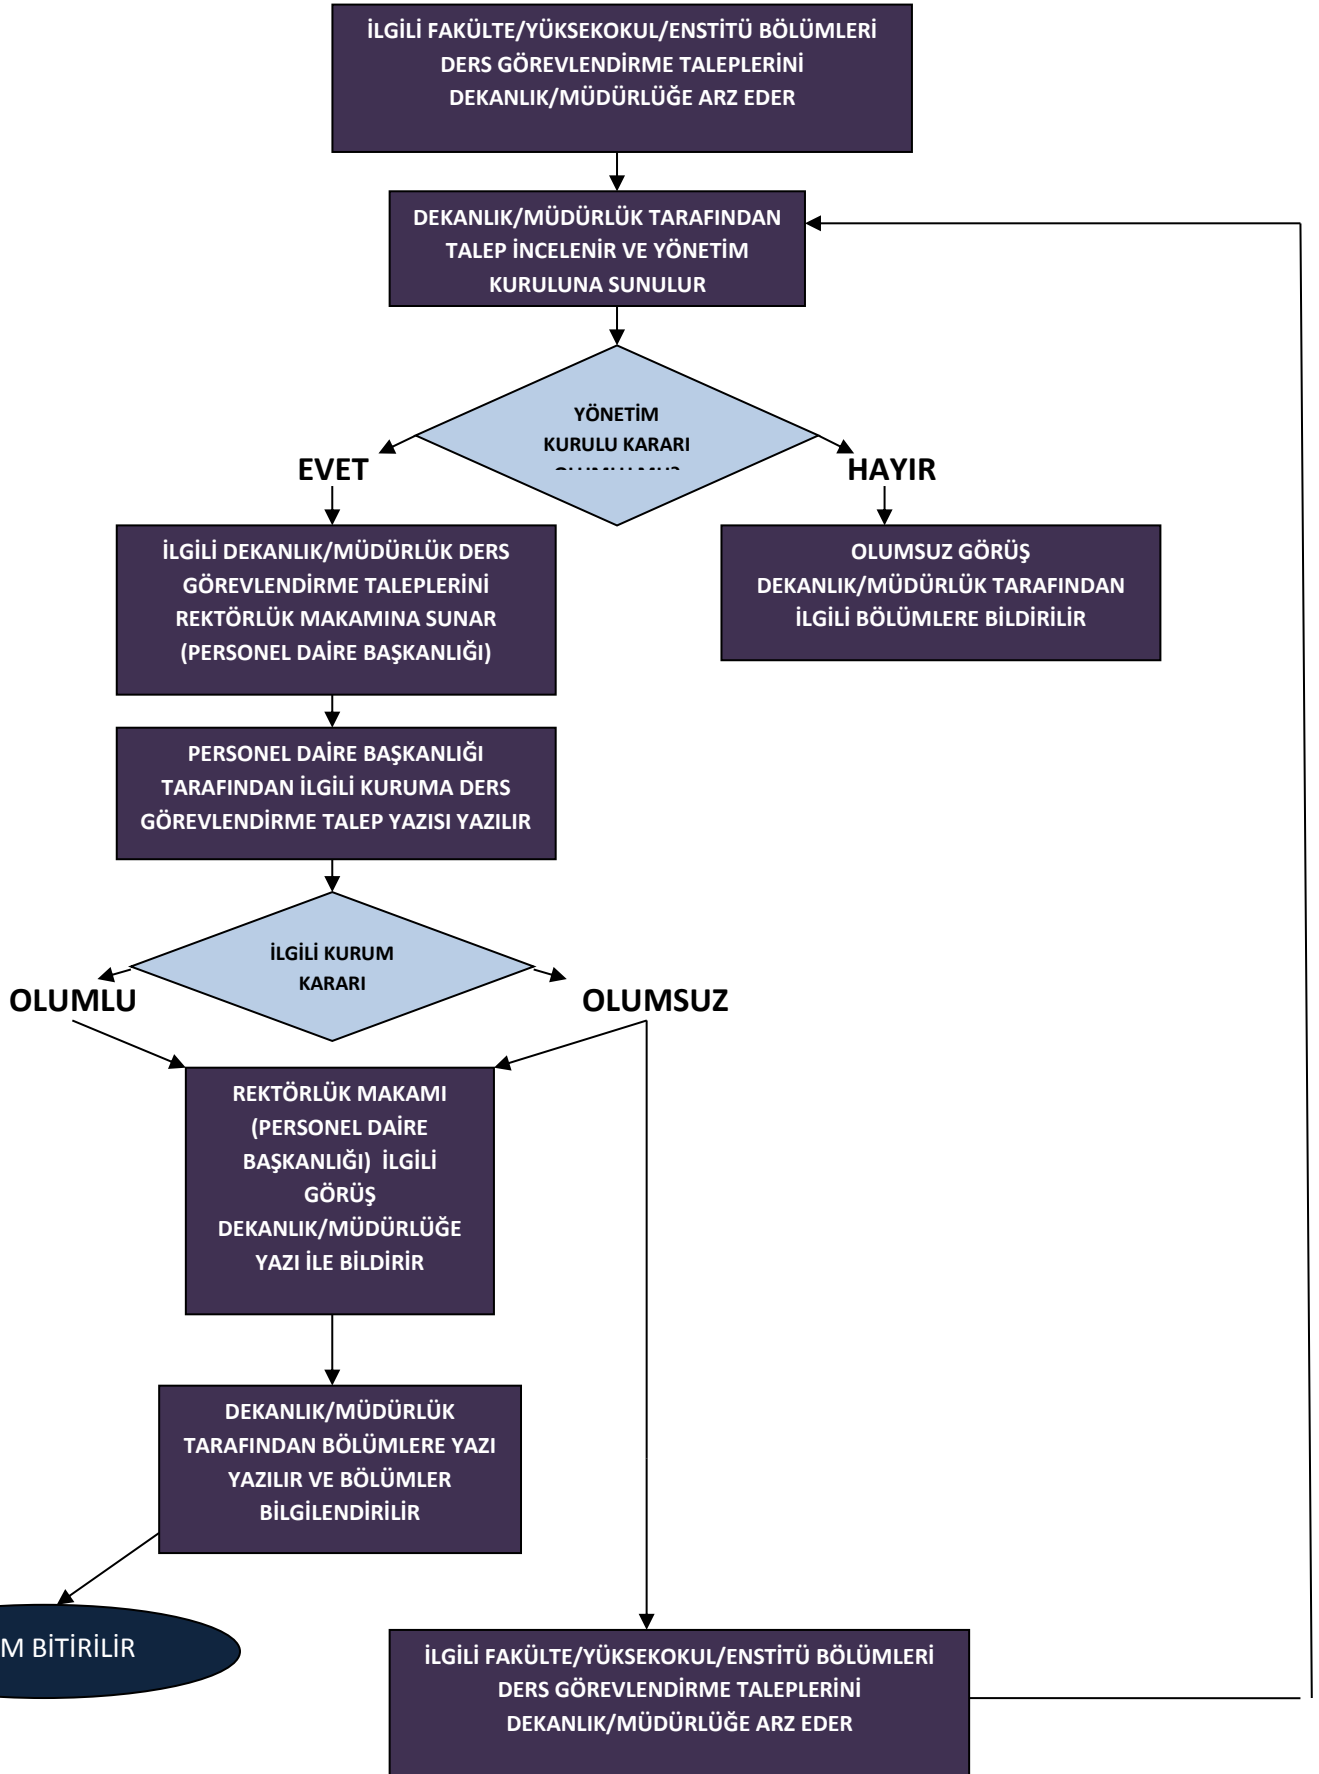 İLGİLİ FAKÜLTE/YÜKSEKOKUL/ENSTİTÜ BÖLÜMLERİ
DERS GÖREVLENDİRME TALEPLERİNİ
DEKANLIK/MÜDÜRLÜĞE ARZ EDER
DEKANLIK/MÜDÜRLÜK TARAFINDAN
TALEP İNCELENİR VE YÖNETİM
KURULUNA SUNULUR
YÖNETİM
KURULU KARARI
EVET
HAYIR
İLGİLİ DEKANLIK/MÜDÜRLÜK DERS
GÖREVLENDİRME TALEPLERİNİ
REKTÖRLÜK MAKAMINA SUNAR
(PERSONEL DAİRE BAŞKANLIĞI)
OLUMSUZ GÖRÜŞ
DEKANLIK/MÜDÜRLÜK TARAFINDAN
İLGİLİ BÖLÜMLERE BİLDİRİLİR
PERSONEL DAİRE BAŞKANLIĞI
TARAFINDAN İLGİLİ KURUMA DERS
GÖREVLENDİRME TALEP YAZISI YAZILIR
İLGİLİ KURUM
KARARI
OLUMLU
OLUMSUZ
REKTÖRLÜK MAKAMI
(PERSONEL DAİRE
BAŞKANLIĞI) İLGİLİ
GÖRÜŞ
DEKANLIK/MÜDÜRLÜĞE
YAZI İLE BİLDİRİR
DEKANLIK/MÜDÜRLÜK
TARAFINDAN BÖLÜMLERE YAZI
YAZILIR VE BÖLÜMLER
BİLGİLENDİRİLİR
M BİTİRİLİR
İLGİLİ FAKÜLTE/YÜKSEKOKUL/ENSTİTÜ BÖLÜMLERİ
DERS GÖREVLENDİRME TALEPLERİNİ
DEKANLIK/MÜDÜRLÜĞE ARZ EDER